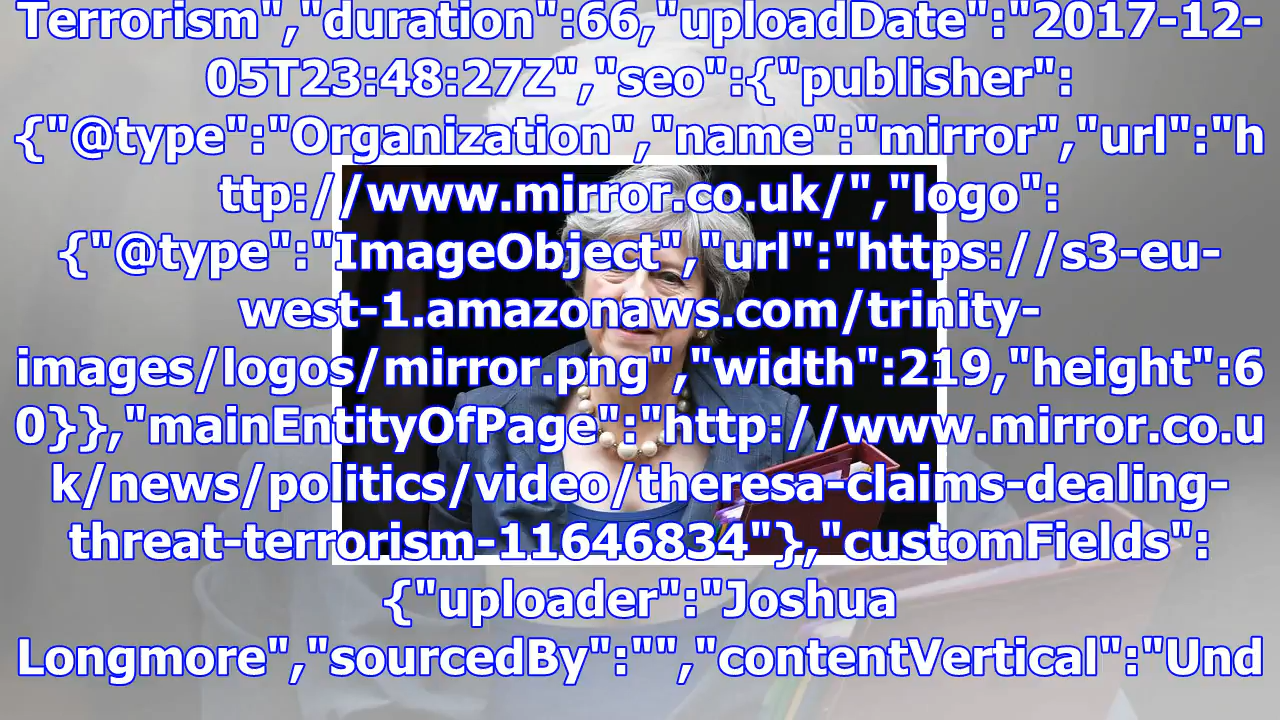 Terrorism","duration":66,"uploadDate":"2017-12-
05T23:48:27Z","seo":{"publisher":
{"@type":"Organization","name":"mirror","url":"h
ttp://www.mirror.co.uk/","logo":
{"@type":"ImageObject","url":"https://s3-eu-
west-1.amazonaws.com/trinity-
images/logos/mirror.png","width":219,"height":6
0}},"mainEntityOfPage":"http://www.mirror.co.u
k/news/politics/video/theresa-claims-dealing-
threat-terrorism-11646834"},"customFields":
{"uploader":"Joshua
Longmore","sourcedBy":"","contentVertical":"Und